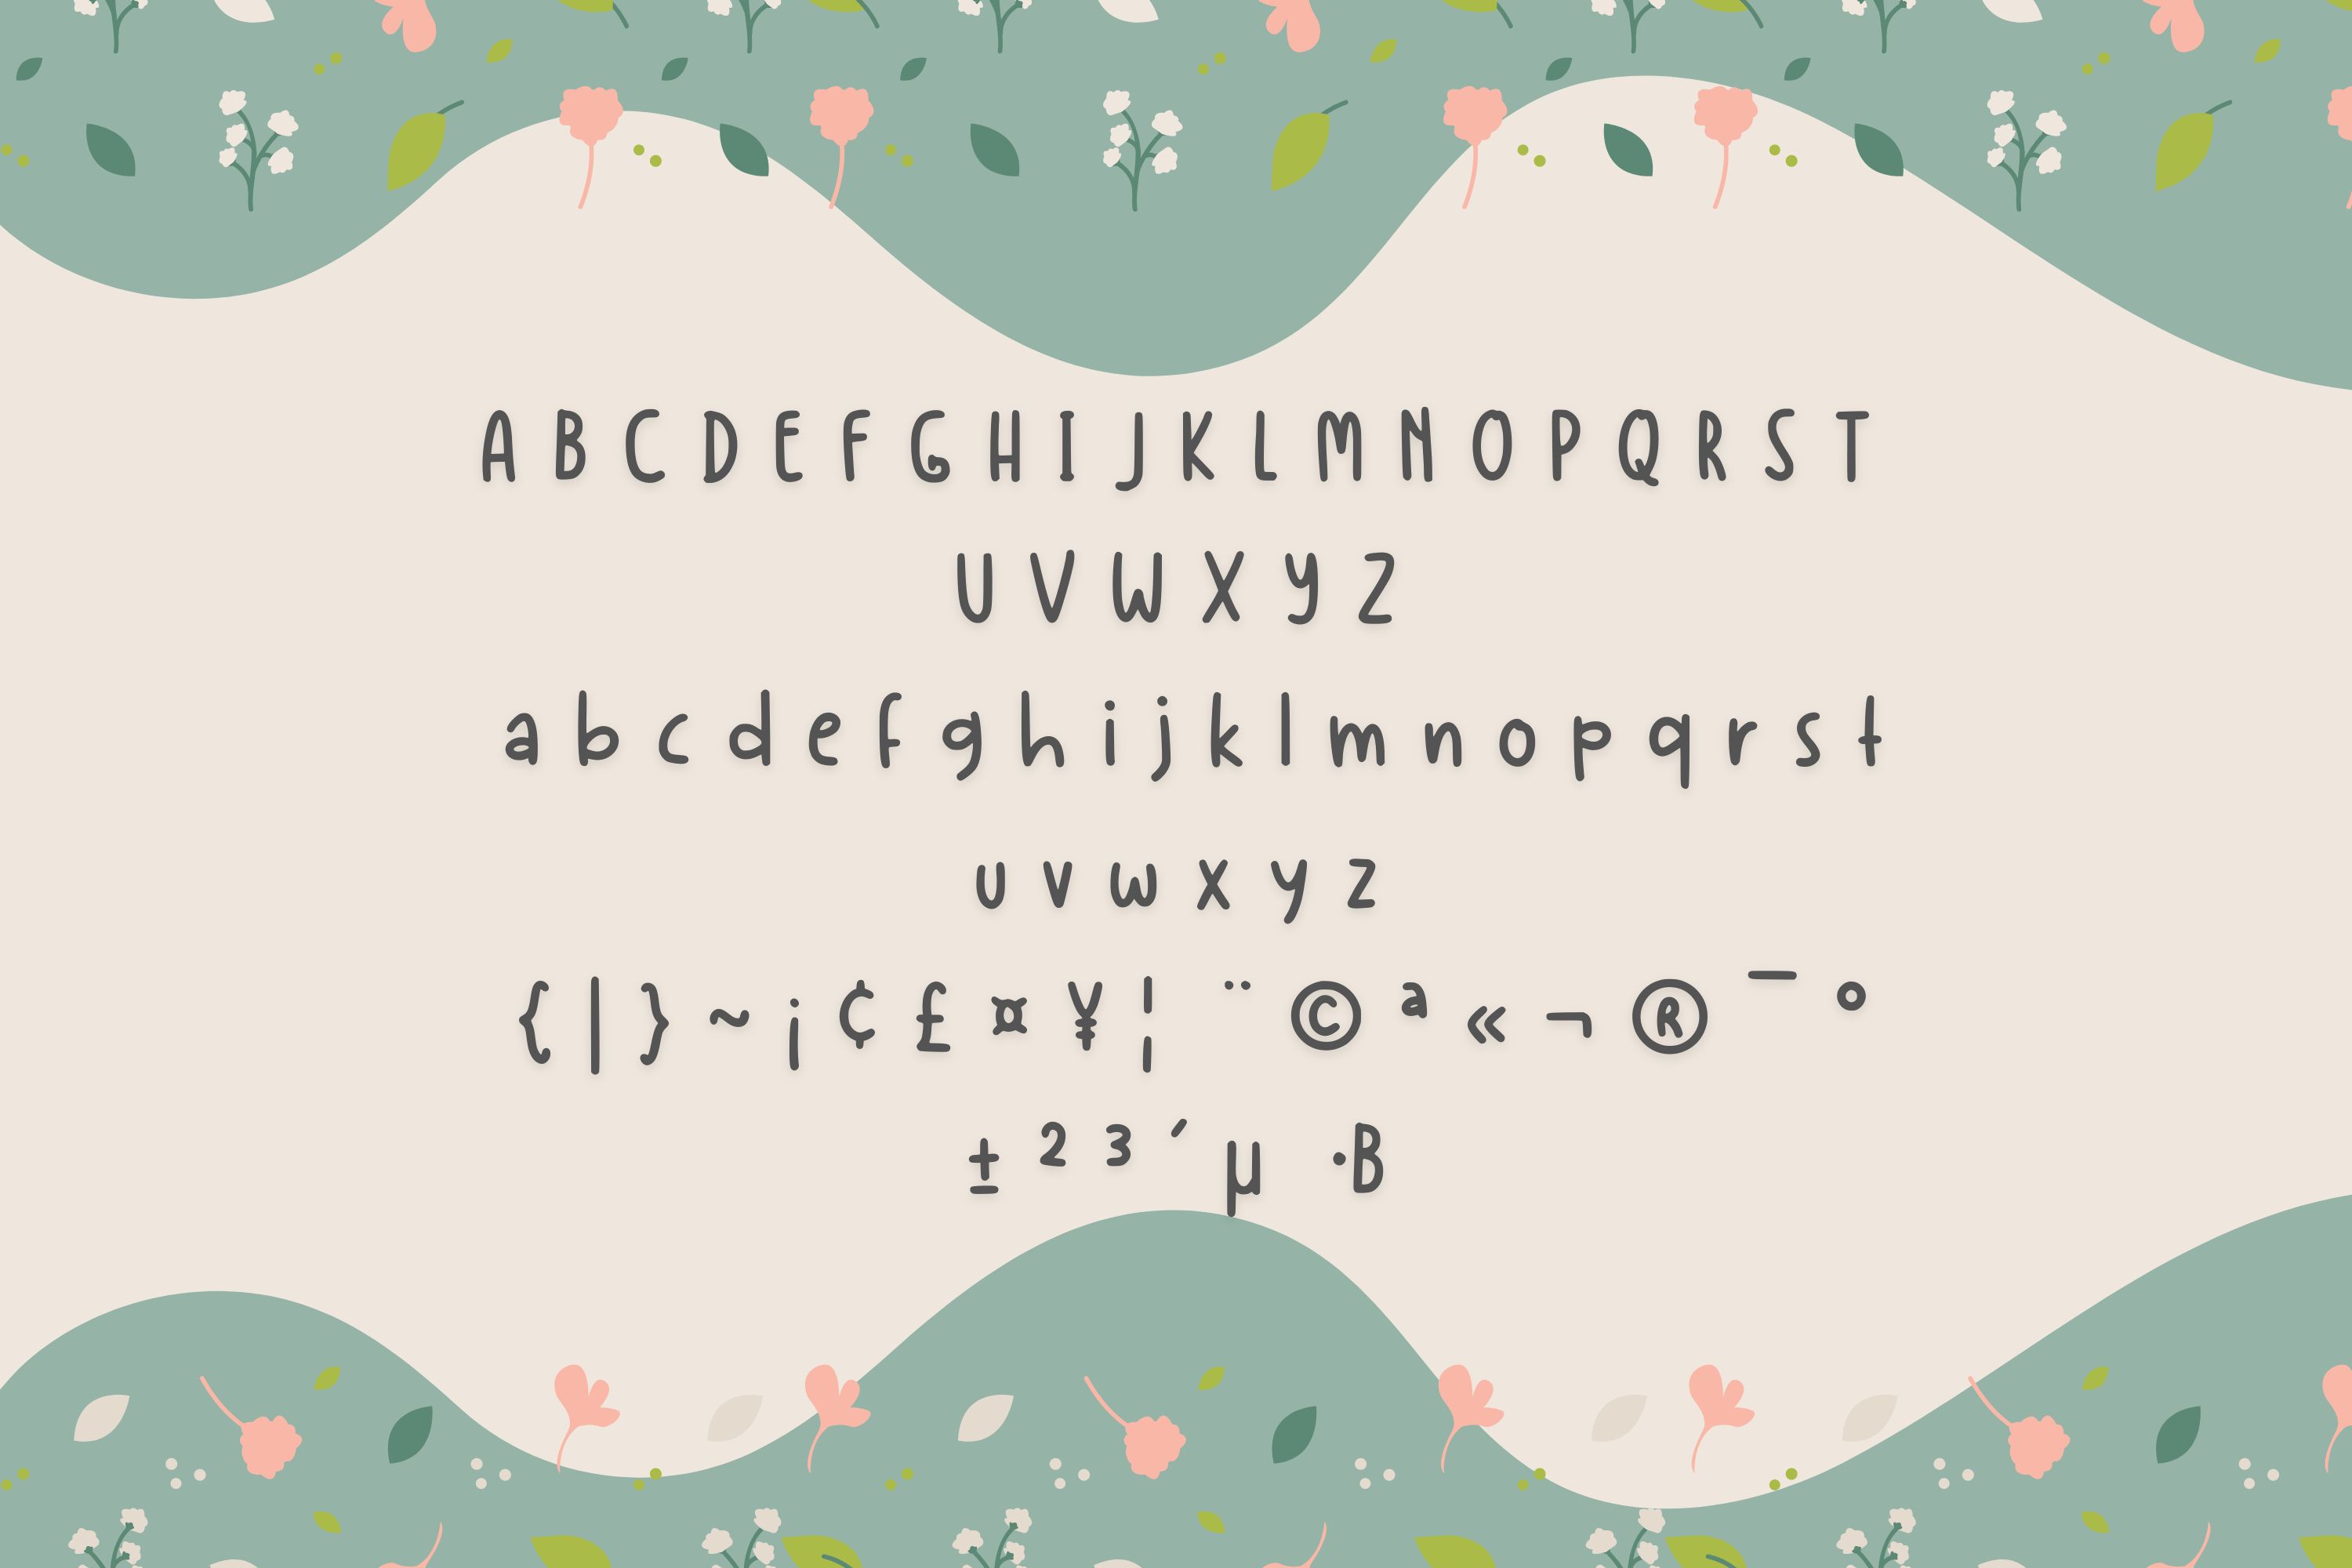 A B C D E F G H I J K L M N O P Q R S T
U V W X Y Z
a b c d e f g h i j k l m n o p q r s t
u v w x y z
{ | } ~ ¡ ¢ £ ¤ ¥ ¦ ¨ © ª « ¬ ® ¯ °
± ² ³ ´ µ ·B